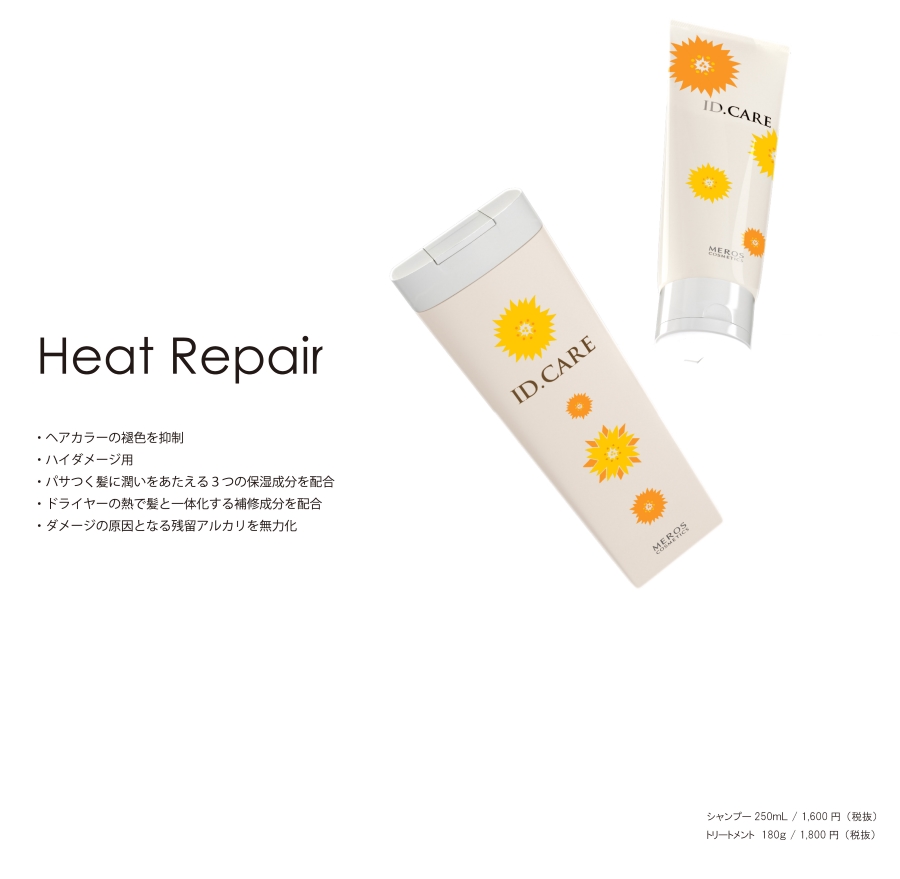 ID.CARE
MEROS
COSMETICS
ID.CARE
MEROS
COSMETICS
Heat Repair
・ヘアカラーの褪色を抑制
・ハイダメージ用
・パサつく髪に潤いをあたえる３つの保湿成分を配合
・ドライヤーの熱で髪と一体化する補修成分を配合
・ダメージの原因となる残留アルカリを無力化
シャンプー 250mL / 1,600 円（税抜）
トリートメント 180g / 1,800 円（税抜）